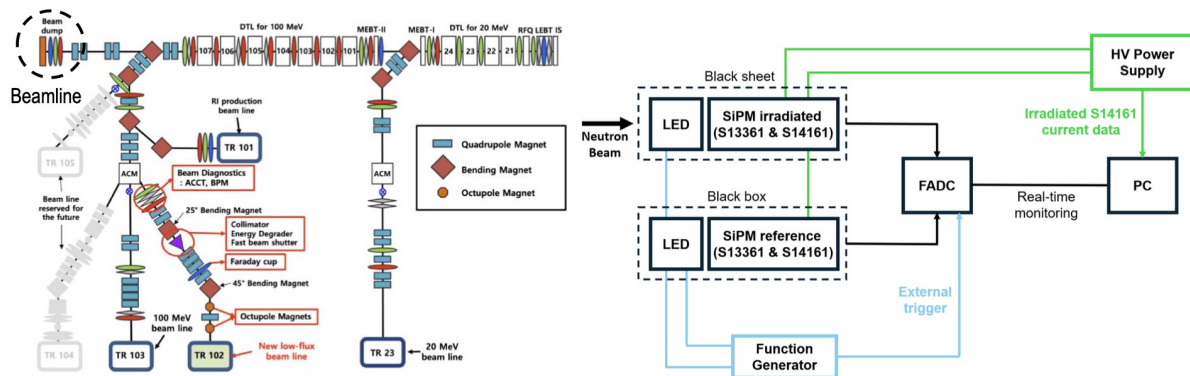 Beam
dump
Beamline
DTL for 100 MeV
MEBT-II
MEBT-I
DTL for 20 MeV
RFQ LEBT IS
107
106
105
104
103
102
101
24
23
22
21
RI production
beam line
TR 101
TR 105
Beam line
reserved for
the future
TR 104
ACM
Beam Diagnostics
: ACCT, BPM
25° Bending Magnet
Collimator
Energy Degrader
Fast beam shutter
Faraday cup
45° Bending Magnet
Octupole Magnets
100 MeV
beam line
TR 103
TR 102
New low-flux
beam line
ACM
TR 23
20 MeV
beam line
Quadrupole Magnet
Bending Magnet
Octupole Magnet
Black sheet
Neutron
Beam
LED
SiPM irradiated
(S13361 & S14161)
HV Power
Supply
Irradiated S14161
current data
Black box
LED
SiPM reference
(S13361 & S14161)
FADC
Real-time
monitoring
PC
External
trigger
Function
Generator